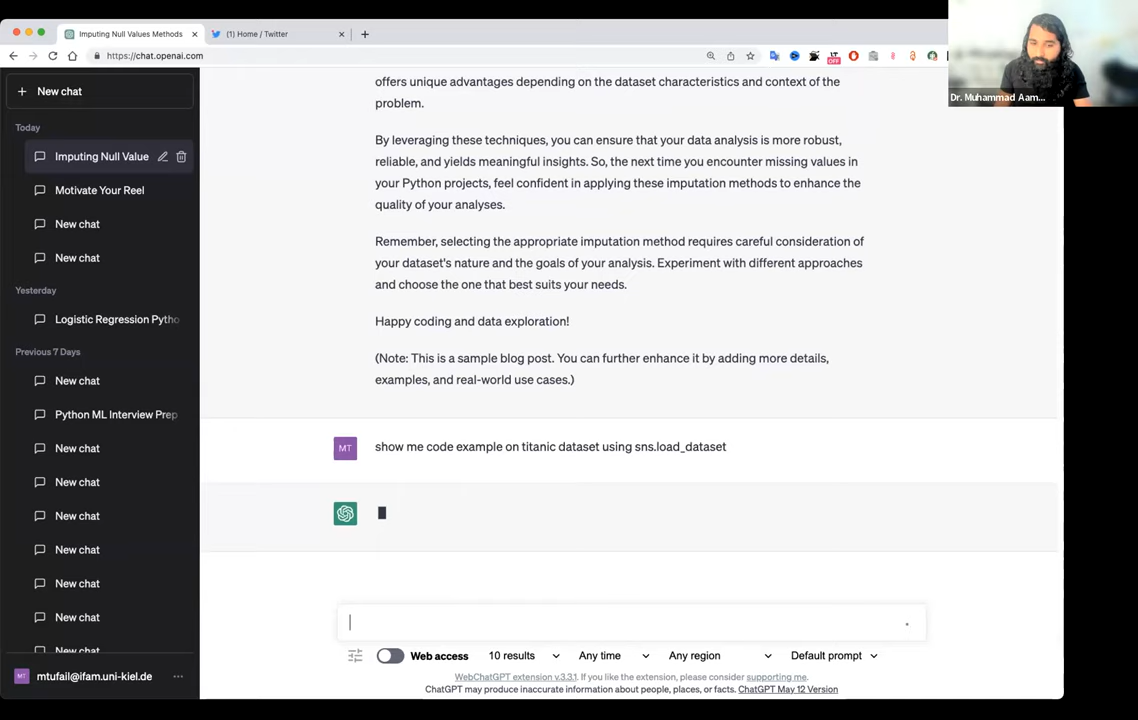 Imputing Null Values Methods
(1) Home / Twitter
https://chat.openai.com
OFF
Dr. Muhammad Aam...
New chat
Today
Imputing Null Value
Motivate Your Reel
New chat
New chat
Yesterday
Logistic Regression Pytho
Previous 7 Days
New chat
Python ML Interview Prep
New chat
New chat
New chat
New chat
New chat
New chat
New chat
MT
mtufail@ifam.uni-kiel.de
offers unique advantages depending on the dataset characteristics and context of the
problem.
By leveraging these techniques, you can ensure that your data analysis is more robust,
reliable, and yields meaningful insights. So, the next time you encounter missing values in
your Python projects, feel confident in applying these imputation methods to enhance the
quality of your analyses.
Remember, selecting the appropriate imputation method requires careful consideration of
your dataset's nature and the goals of your analysis. Experiment with different approaches
and choose the one that best suits your needs.
Happy coding and data exploration!
(Note: This is a sample blog post. You can further enhance it by adding more details,
examples, and real-world use cases.)
MT
show me code example on titanic dataset using sns.load_dataset
Web access
10 results
Any time
Any region
Default prompt
WebChatGPT extension v.3.3.1. If you like the extension, please consider supporting me.
ChatGPT may produce inaccurate information about people, places, or facts. ChatGPT May 12 Version